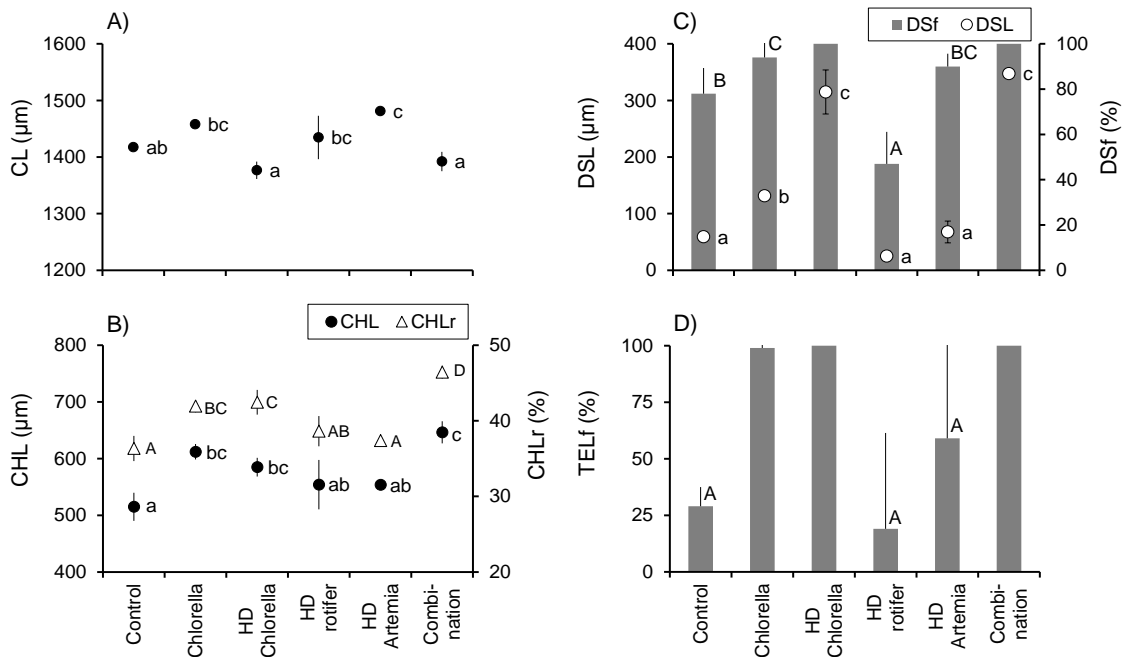 A)
1600
1500
1400
1300
1200
CL (µm)
ab
bc
a
bc
c
a
B)
CHL CHLr
800
700
600
500
400
CHL (µm)
50
40
30
20
CHLr (%)
A
BC
C
AB
A
D
a
bc
bc
ab
ab
c
Control
Chlorella
HD
Chlorella
HD
rotifer
HD
Artemia
Combi-
nation
C)
DSf DSL
400
300
200
100
0
DSL (µm)
100
80
60
40
20
0
DSf (%)
B
C
A
BC
a
b
c
a
a
c
D)
100
75
50
25
0
TELf (%)
A
A
A
Control
Chlorella
HD
Chlorella
HD
rotifer
HD
Artemia
Combi-
nation